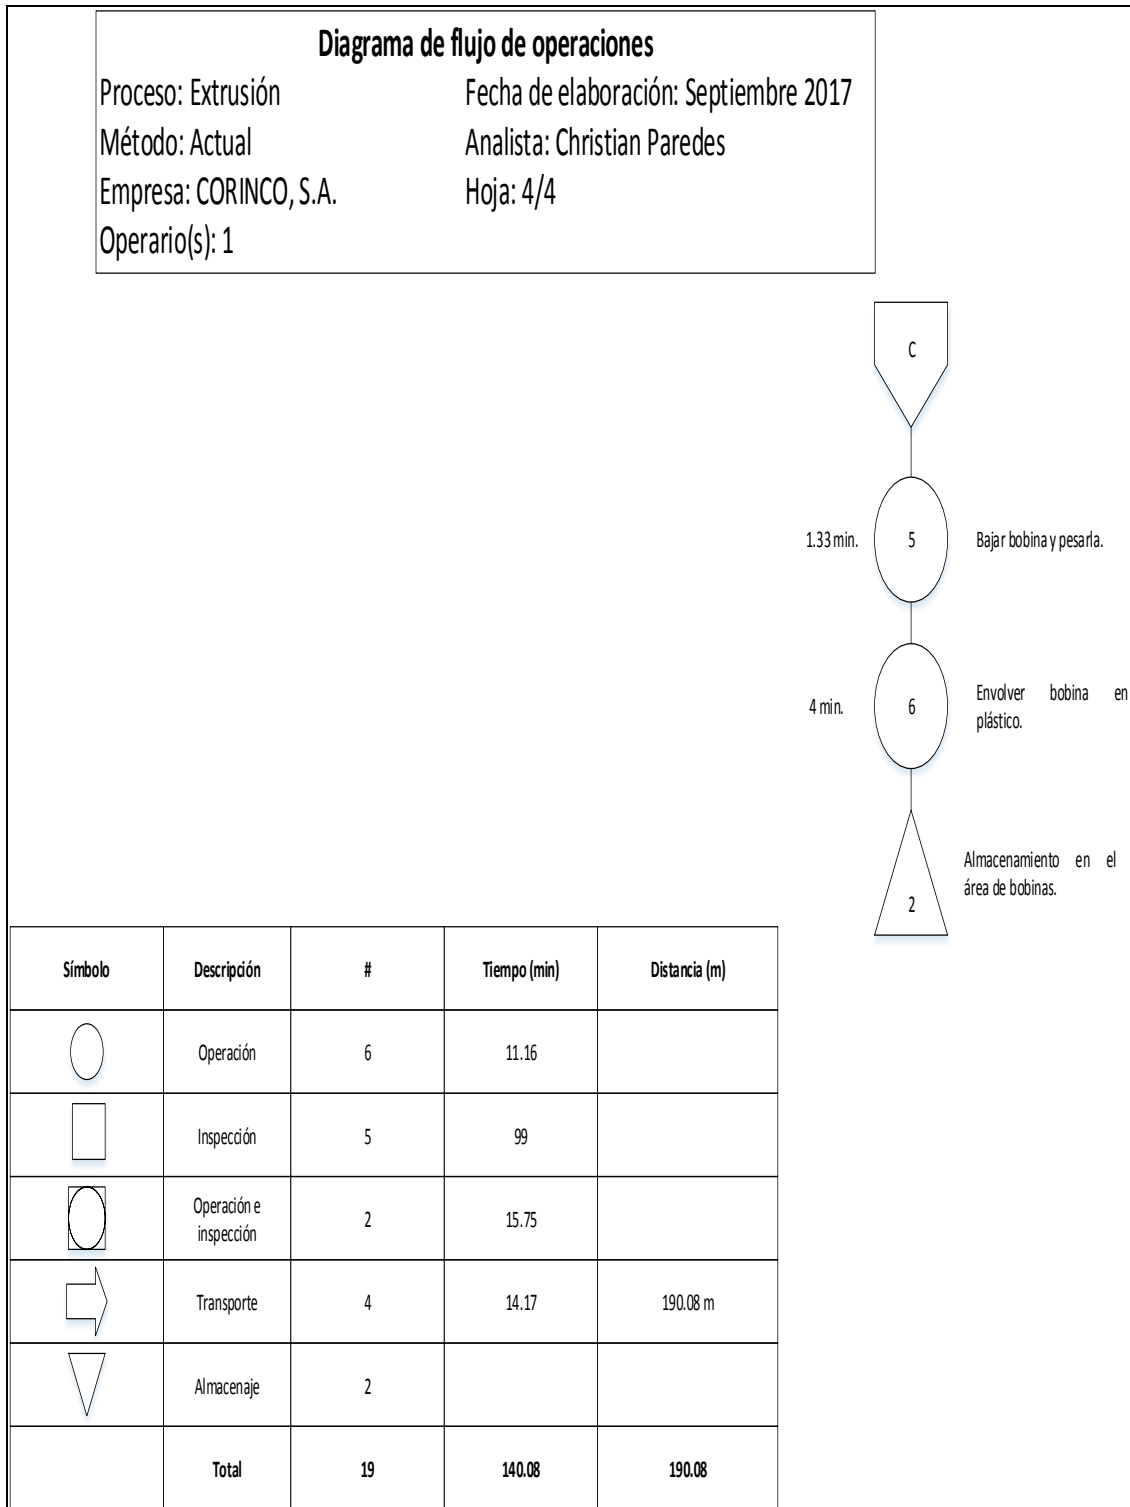 Diagrama de flujo de operaciones
Proceso: Extrusión Fecha de elaboración: Septiembre 2017
Método: Actual Analista: Christian Paredes
Empresa: CORINCO, S.A. Hoja: 4/4
Operario(s): 1
C
1.33 min. 5 Bajar bobina y pesarla.
4 min. 6 Envolver bobina en
plástico.
Almacenamiento en el
área de bobinas.
2
Símbolo Descripción # Tiempo (min) Distancia (m)
Operación 6 11.16
Inspección 5 99
Operación e
inspección 2 15.75
Transporte 4 14.17 190.08 m
Almacenaje 2
Total 19 140.08 190.08